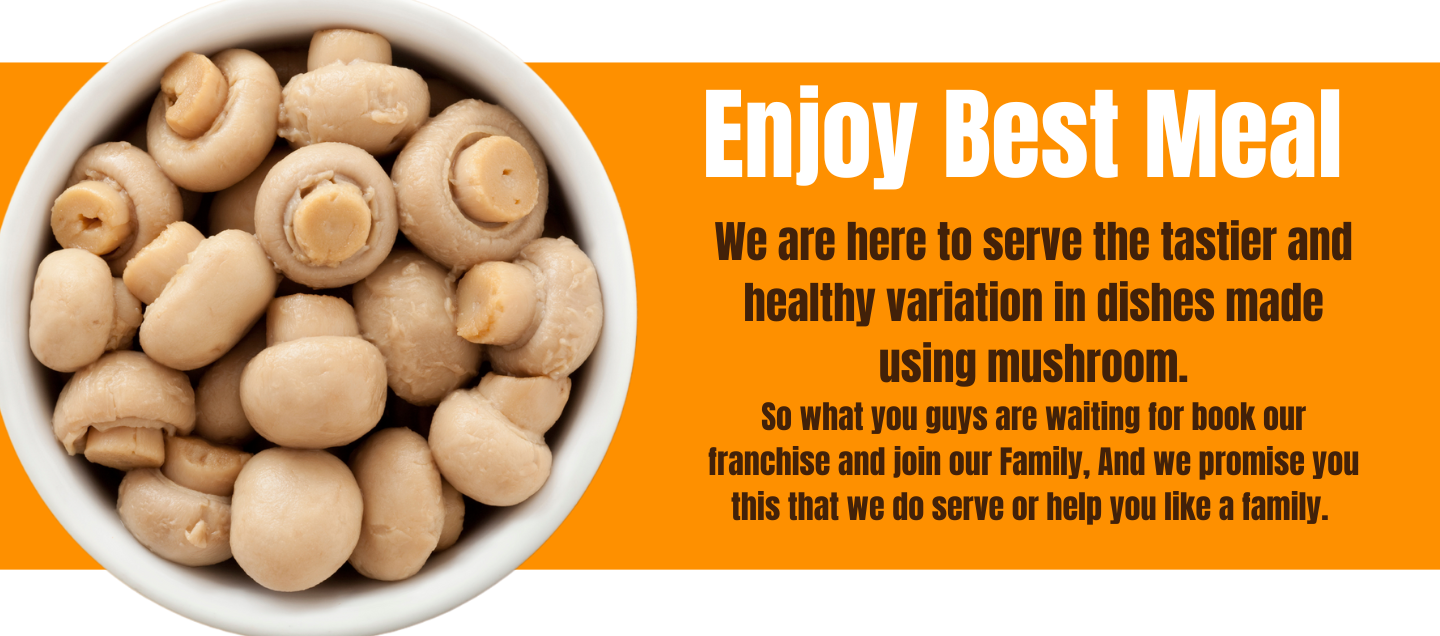 Enjoy Best Meal
We are here to serve the tastier and
healthy variation in dishes made
using mushroom.
So what you guys are waiting for book our
franchise and join our Family, And we promise you
this that we do serve or help you like a family.